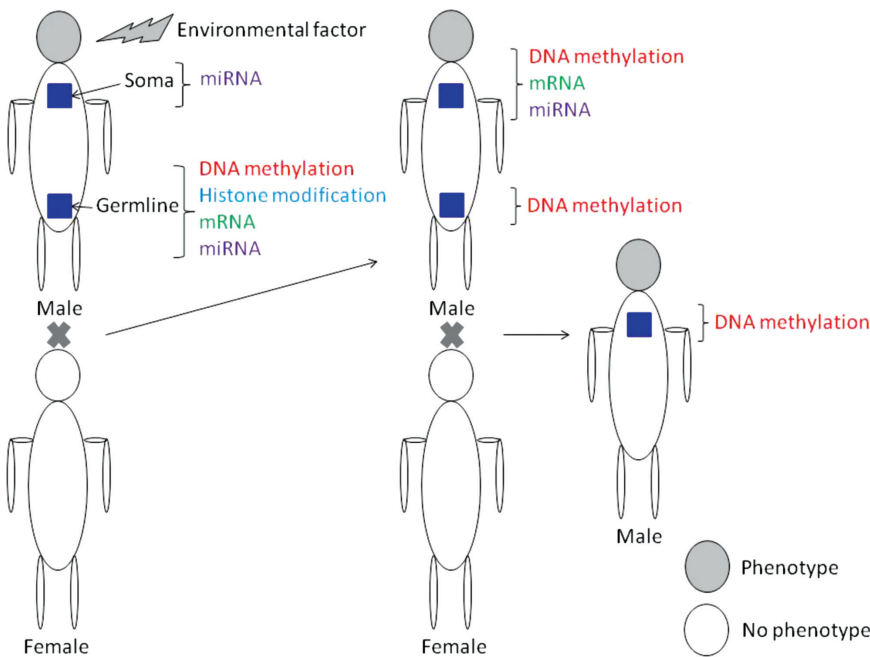 Environmental factor
Soma
miRNA
Germline
DNA methylation
Histone modification
mRNA
miRNA
Male
Female
DNA methylation
mRNA
miRNA
DNA methylation
Male
Female
DNA methylation
Male
Phenotype
No phenotype